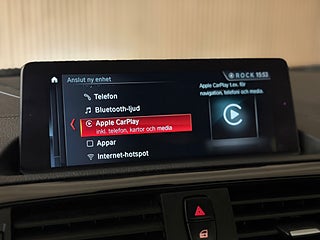 Anslut ny enhet
ROCK 15:53
Telefon
Bluetooth-ljud
Apple CarPlay
inkl. telefon, kartor och media
Appar
Internet-hotspot
Apple CarPlay t.ex. för
navigation, telefoni och media.